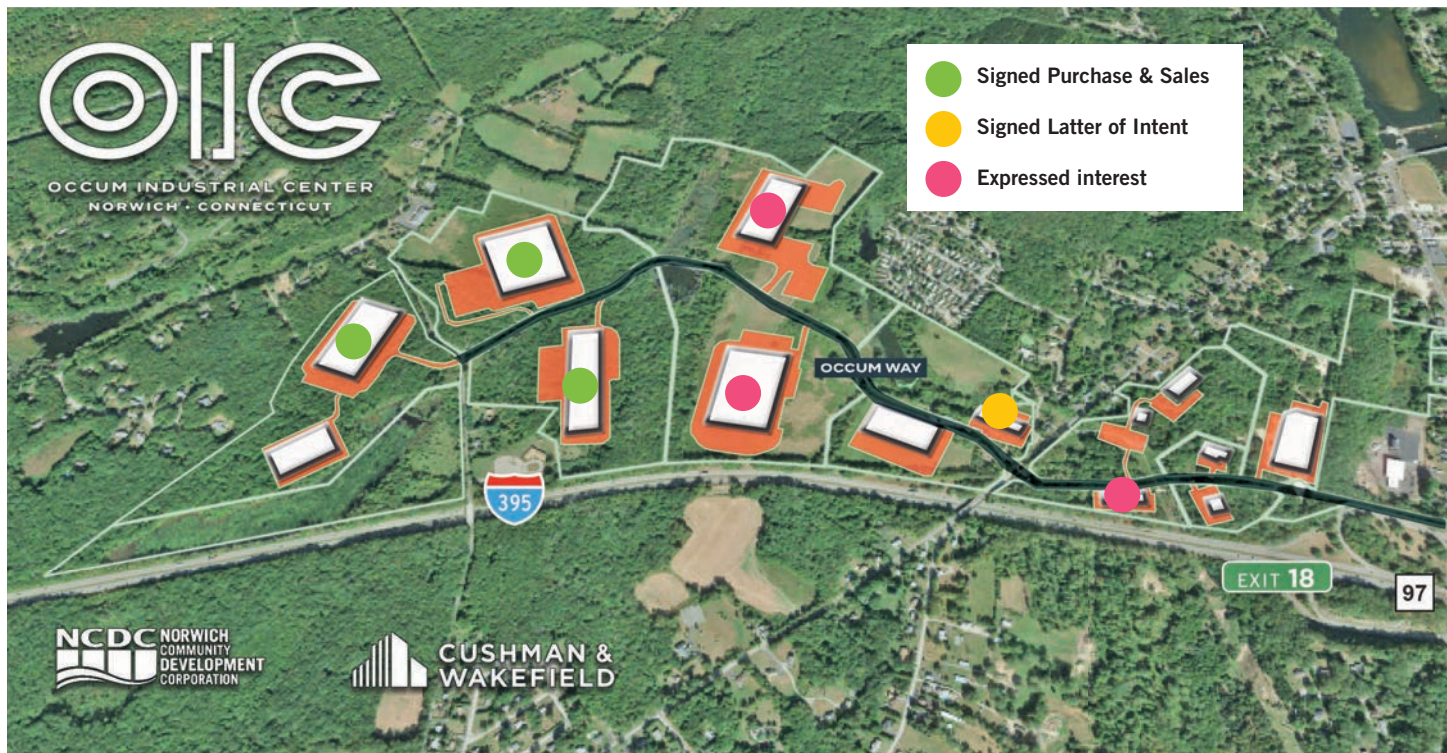 OIC
OCCUM INDUSTRIAL CENTER
NORWICH · CONNECTICUT
Signed Purchase & Sales
Signed Latter of Intent
Expressed interest
OCCUM WAY
395
EXIT 18
97
NCDC NORWICH
COMMUNITY
DEVELOPMENT
CORPORATION
CUSHMAN &
WAKEFIELD